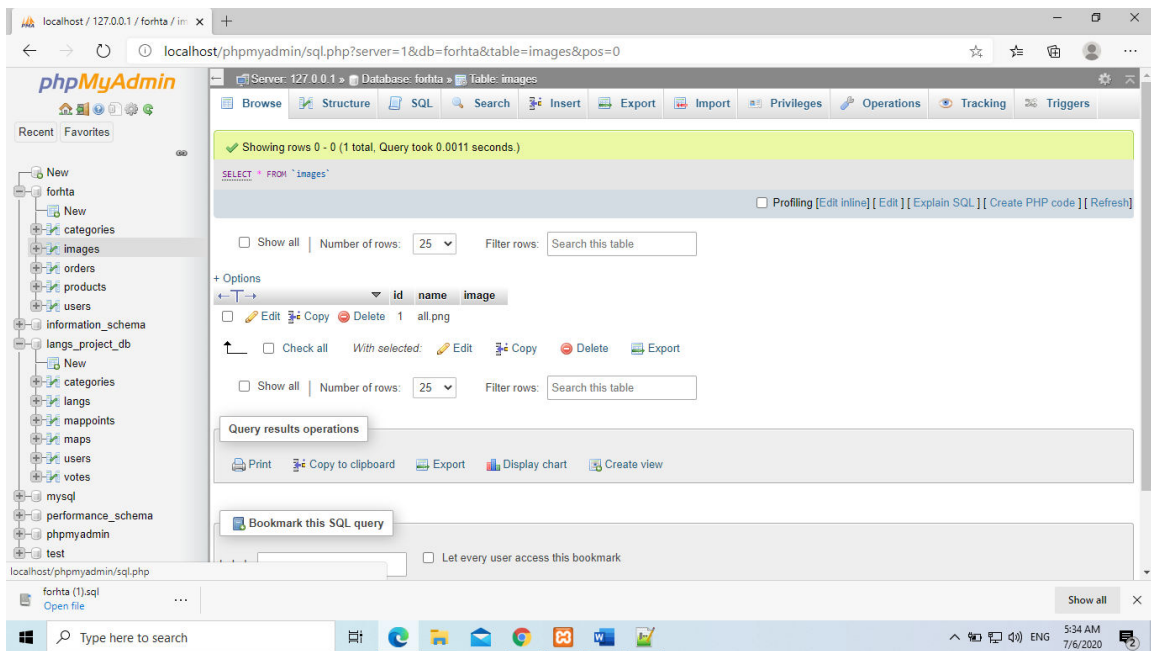 localhost / 127.0.0.1 / forhta / im
localhost/phpmyadmin/sql.php?server=1&db=forhta&table=images&pos=0
phpMyAdmin
Recent Favorites
New
forhta
New
categories
images
orders
products
users
information_schema
langs_project_db
New
categories
langs
mappoints
maps
users
votes
mysql
performance_schema
phpmyadmin
test
localhost/phpmyadmin/sql.php
Server: 127.0.0.1 » Database: forhta » Table: images
Browse Structure SQL Search Insert Export Import Privileges Operations Tracking Triggers
Showing rows 0 - 0 (1 total, Query took 0.0011 seconds.)
SELECT * FROM `images`
Profiling [Edit inline] [ Edit ] [ Explain SQL ] [ Create PHP code ] [ Refresh]
Show all | Number of rows: 25 Filter rows: Search this table
+ Options
←T→ id name image
Edit Copy Delete 1 all.png
Check all With selected: Edit Copy Delete Export
Show all | Number of rows: 25 Filter rows: Search this table
Query results operations
Print Copy to clipboard Export Display chart Create view
Bookmark this SQL query
Let every user access this bookmark
forhta (1).sql
Open file
Show all
Type here to search
ENG
5:34 AM
7/6/2020
2